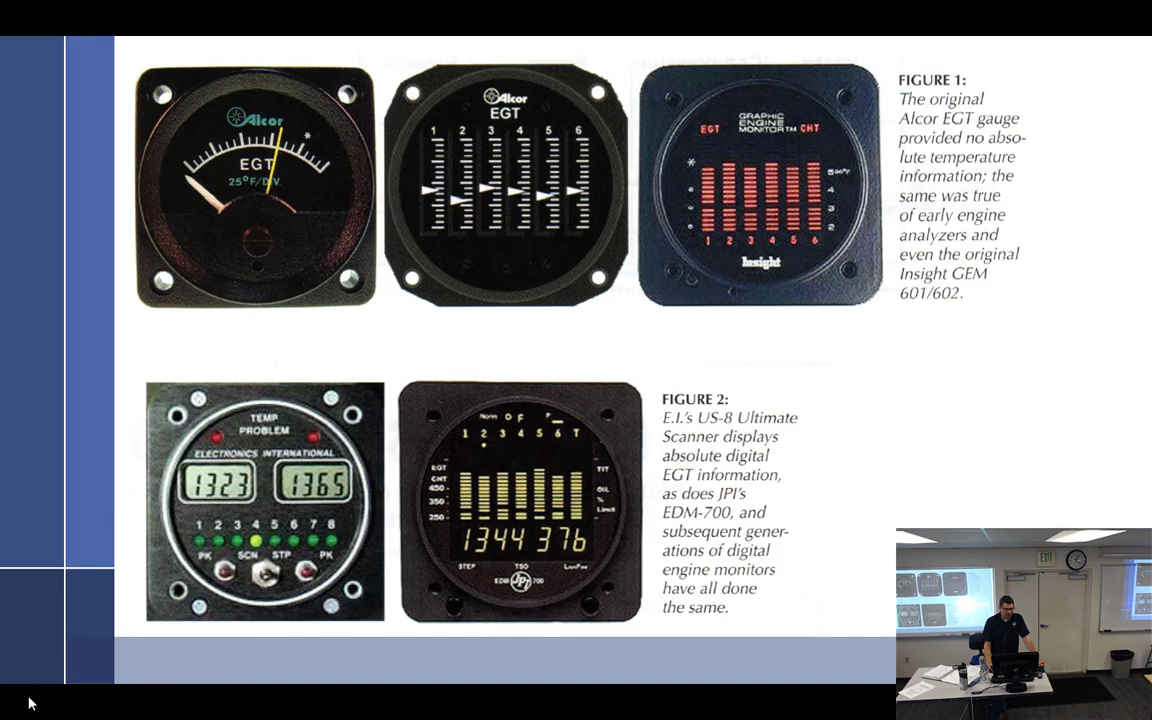 Alcor
*
EGT
25°F/DIV.
Alcor
EGT
1 2 3 4 5 6
GRAPHIC
ENGINE
MONITOR™
EGT CHT
*
4
3
2
1 2 3 4 5 6
Insight
FIGURE 1:
The original
Alcor EGT gauge
provided no abso-
lute temperature
information; the
same was true
of early engine
analyzers and
even the original
Insight GEM
601/602.
TEMP
PROBLEM
ELECTRONICS INTERNATIONAL
1323 1365
1 2 3 4 5 6 7 8
PK SCN STP PK
Norm O F
1 2 3 4 5 6 T
EGT
CHT
450
350
250
TIT
OIL
%
Limit
1344 376
STEP TSO
EDM JPI 700
FIGURE 2:
E.I.'s US-8 Ultimate
Scanner displays
absolute digital
EGT information,
as does JPI's
EDM-700, and
subsequent gener-
ations of digital
engine monitors
have all done
the same.
EXIT